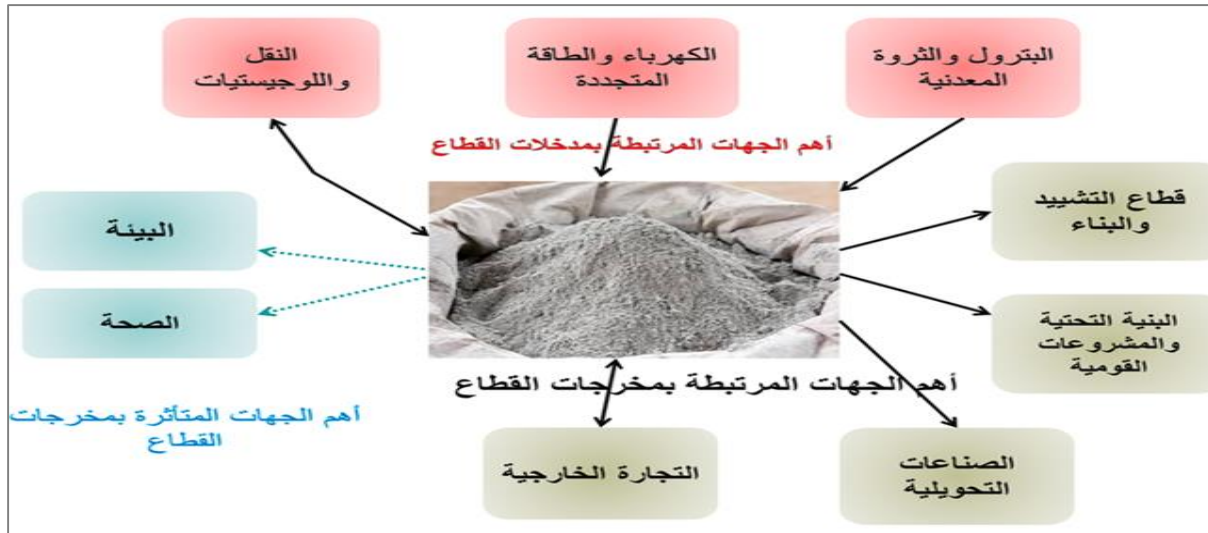 البترول والثروة
المعدنية
الكهرباء والطاقة
المتجددة
النقل
واللوجيستيات
أهم الجهات المرتبطة بمدخلات القطاع
قطاع التشييد
والبناء
البيئة
الصحة
البنية التحتية
والمشروعات
القومية
أهم الجهات المرتبطة بمخرجات القطاع
أهم الجهات المتأثرة بمخرجات
القطاع
الصناعات
التحويلية
التجارة الخارجية